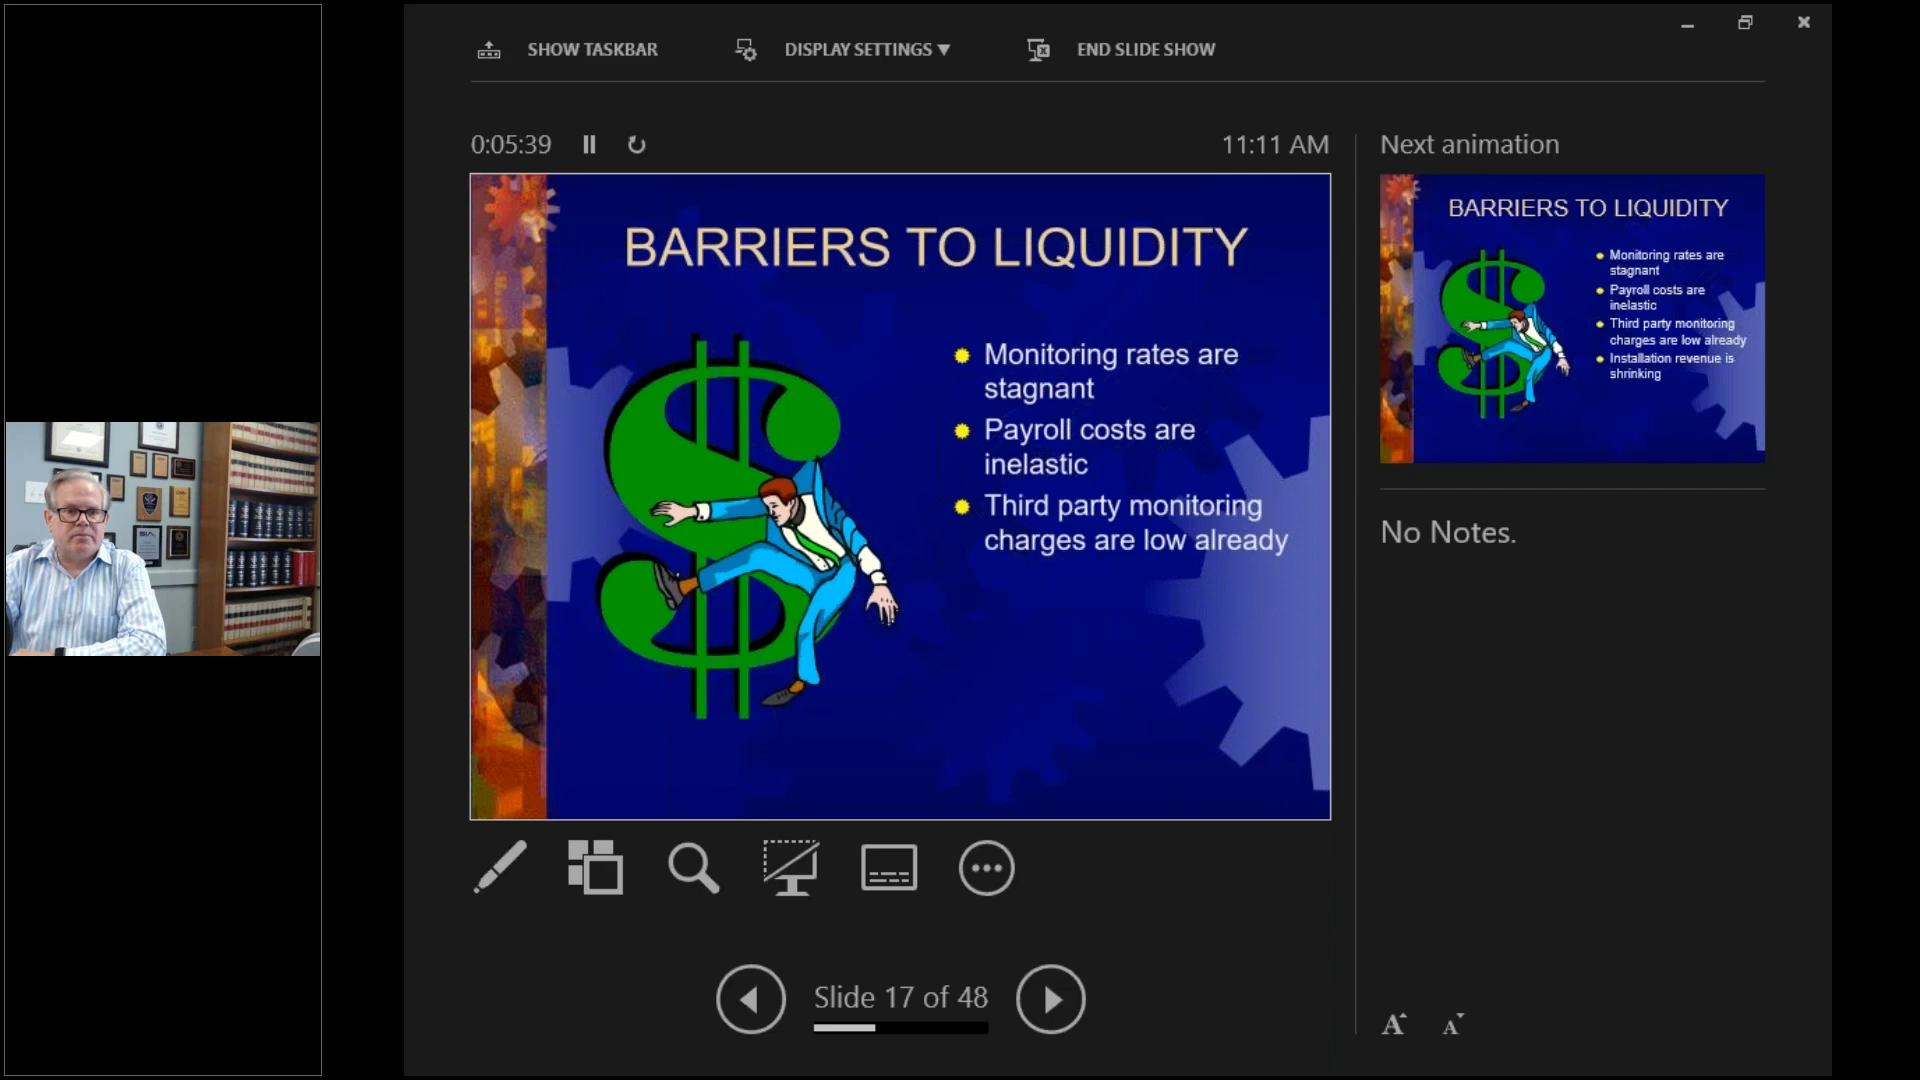 SHOW TASKBAR
DISPLAY SETTINGS
END SLIDE SHOW
0:05:39
11:11 AM
Next animation
BARRIERS TO LIQUIDITY
Monitoring rates are
stagnant
Payroll costs are
inelastic
Third party monitoring
charges are low already
BARRIERS TO LIQUIDITY
Monitoring rates are
stagnant
Payroll costs are
inelastic
Third party monitoring
charges are low already
Installation revenue is
shrinking
No Notes.
Slide 17 of 48
A A